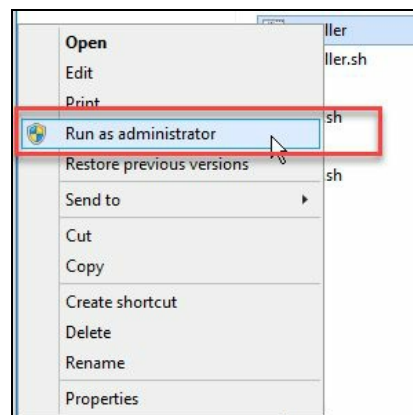 Open
ller
Edit
ller.sh
Print
Run as administrator
sh
Restore previous versions
sh
Send to
Cut
Copy
Create shortcut
Delete
Rename
Properties